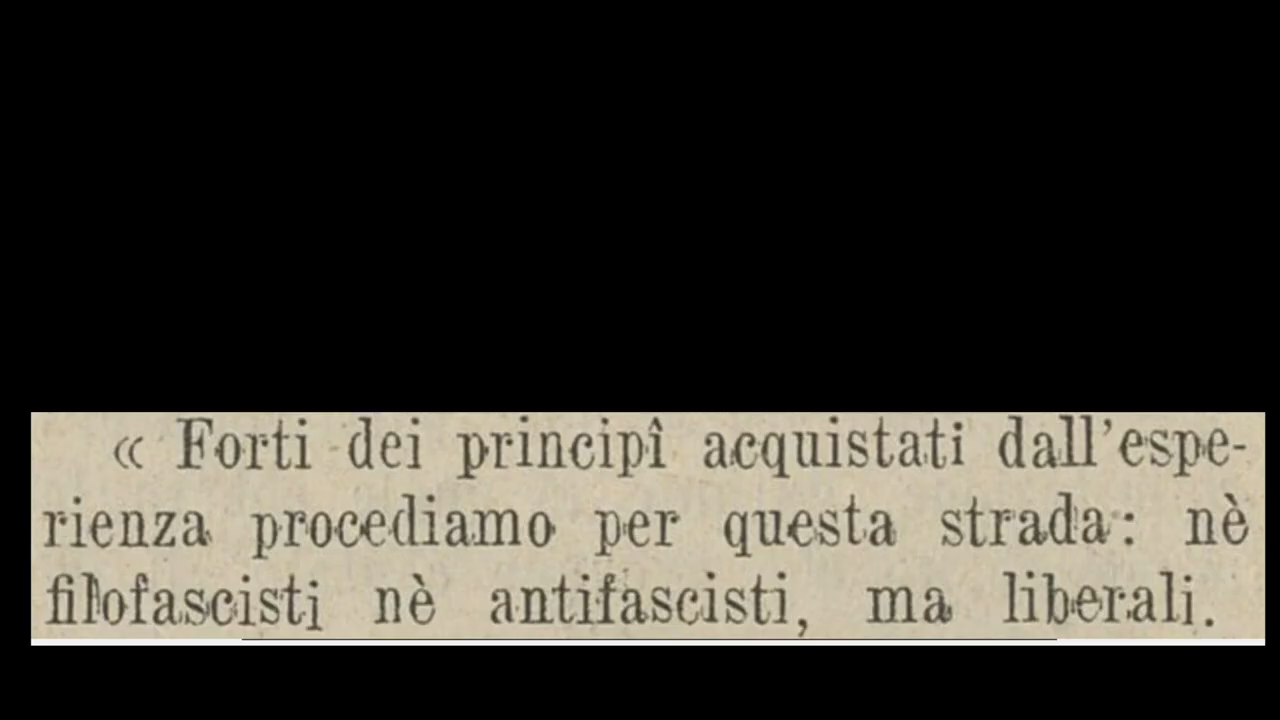 « Forti dei principî acquistati dall'espe-
rienza procediamo per questa strada: nè
filofascisti nè antifascisti, ma liberali.